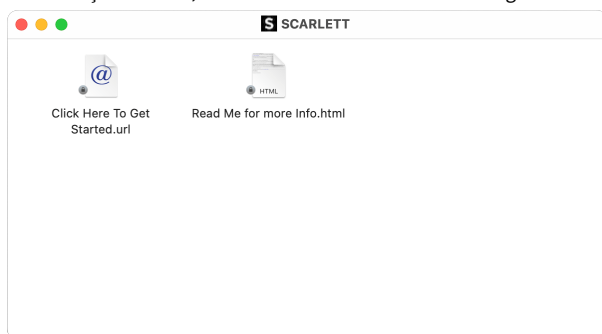 S SCARLETT
@
HTML
Click Here To Get
Started.url
Read Me for more Info.html